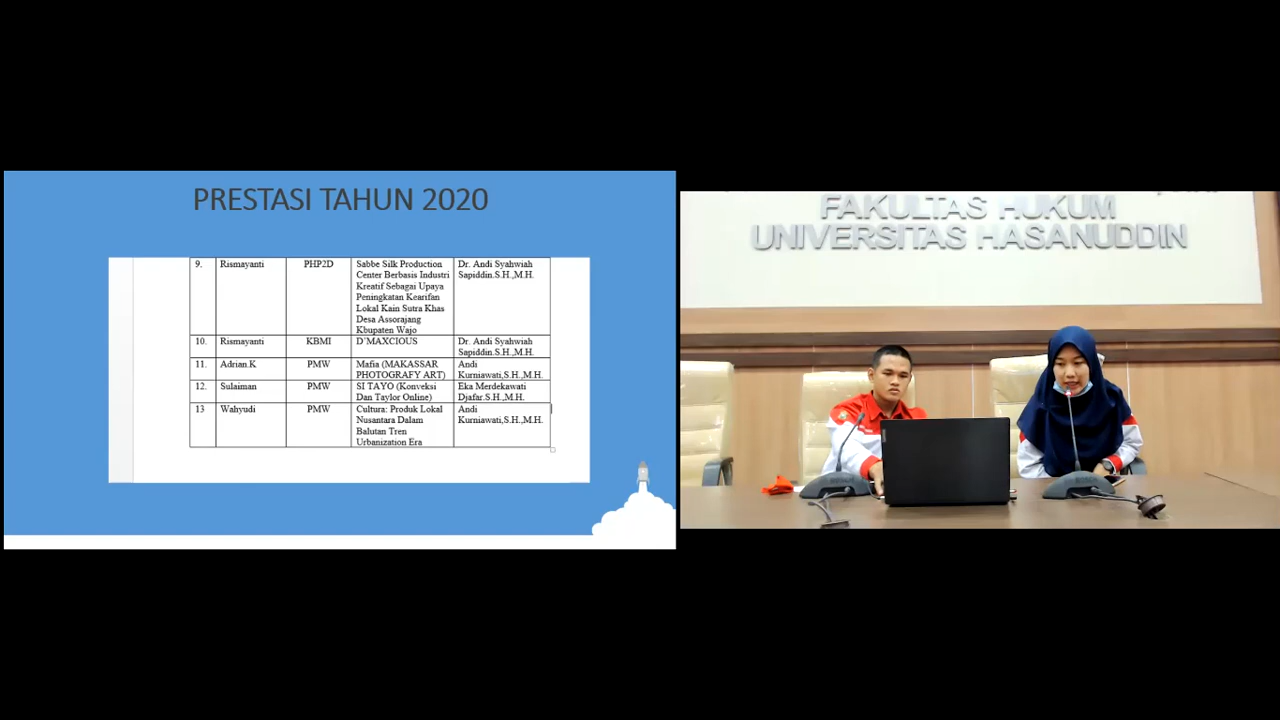 PRESTASI TAHUN 2020
9. Rismayanti PHP2D Sabbe Silk Production Dr. Andi Syahwiah
Center Berbasis Industri Sapiddin.S.H.,M.H.
Kreatif Sebagai Upaya
Peningkatan Kearifan
Lokal Kain Sutra Khas
Desa Assorajang
Kbupaten Wajo
10. Rismayanti KBMI D'MAXCIOUS Dr. Andi Syahwiah
Sapiddin.S.H.,M.H.
11. Adrian.K PMW Mafia (MAKASSAR Andi
PHOTOGRAFY ART) Kurniawati,S.H.,M.H.
12. Sulaiman PMW SI TAYO (Konveksi Eka Merdekawati
Dan Taylor Online) Djafar.S.H.,M.H.
13 Wahyudi PMW Cultura: Produk Lokal Andi
Nusantara Dalam Kurniawati,S.H.,M.H.
Balutan Tren
Urbanization Era
FAKULTAS HUKUM
UNIVERSITAS HASANUDDIN